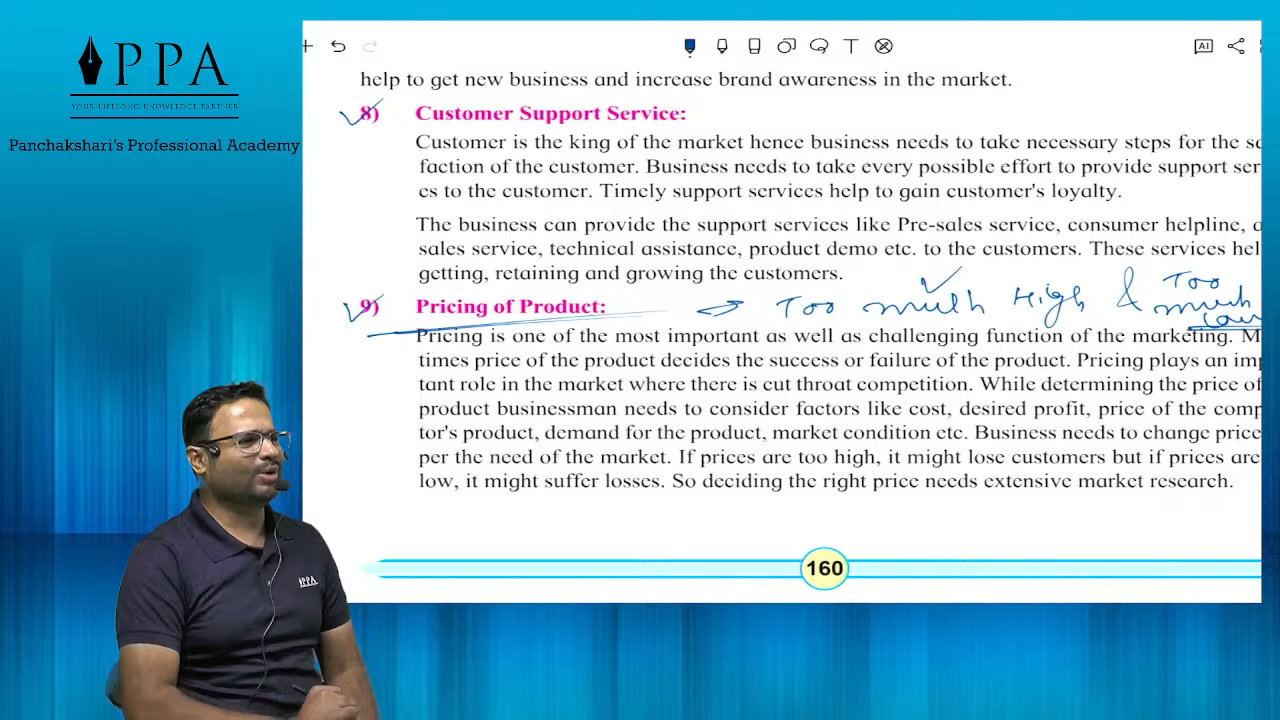 PPA
YOUR LIFELONG KNOWLEDGE PARTNER
Panchakshari's Professional Academy
AI
help to get new business and increase brand awareness in the market.
8) Customer Support Service:
Customer is the king of the market hence business needs to take necessary steps for the sa
faction of the customer. Business needs to take every possible effort to provide support ser
es to the customer. Timely support services help to gain customer's loyalty.
The business can provide the support services like Pre-sales service, consumer helpline, a
sales service, technical assistance, product demo etc. to the customers. These services hel
getting, retaining and growing the customers.
9) Pricing of Product: Too much High & Too much
Pricing is one of the most important as well as challenging function of the marketing. M
times price of the product decides the success or failure of the product. Pricing plays an imp
tant role in the market where there is cut throat competition. While determining the price of
product businessman needs to consider factors like cost, desired profit, price of the comp
tor's product, demand for the product, market condition etc. Business needs to change price
per the need of the market. If prices are too high, it might lose customers but if prices are
low, it might suffer losses. So deciding the right price needs extensive market research.
160
PPA